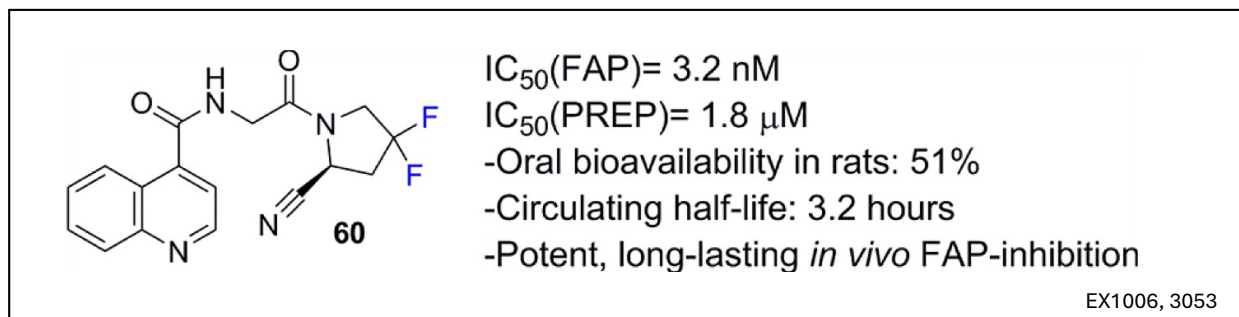 IC₅₀(FAP)= 3.2 nM
IC₅₀(PREP)= 1.8 μM
-Oral bioavailability in rats: 51%
-Circulating half-life: 3.2 hours
-Potent, long-lasting in vivo FAP-inhibition
O
H
N
O
N
F
F
N
N
60
EX1006, 3053